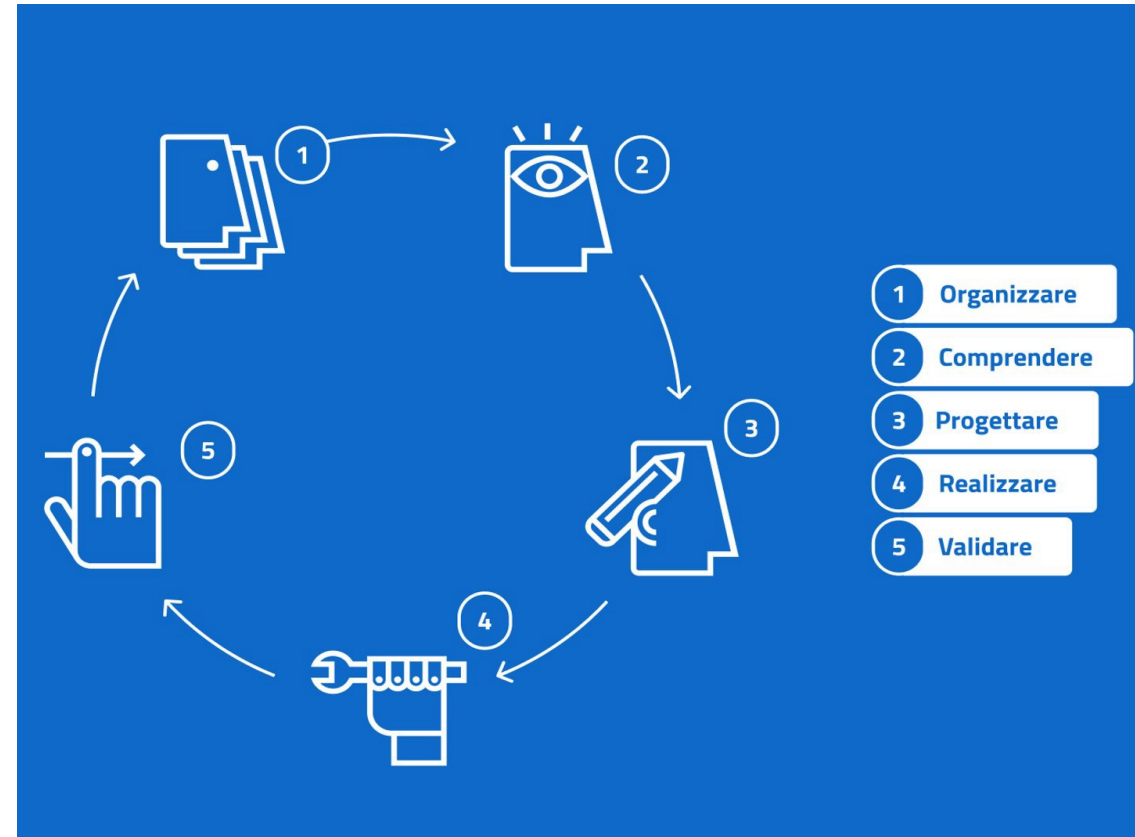 1
2
3
4
5
1 Organizzare
2 Comprendere
3 Progettare
4 Realizzare
5 Validare